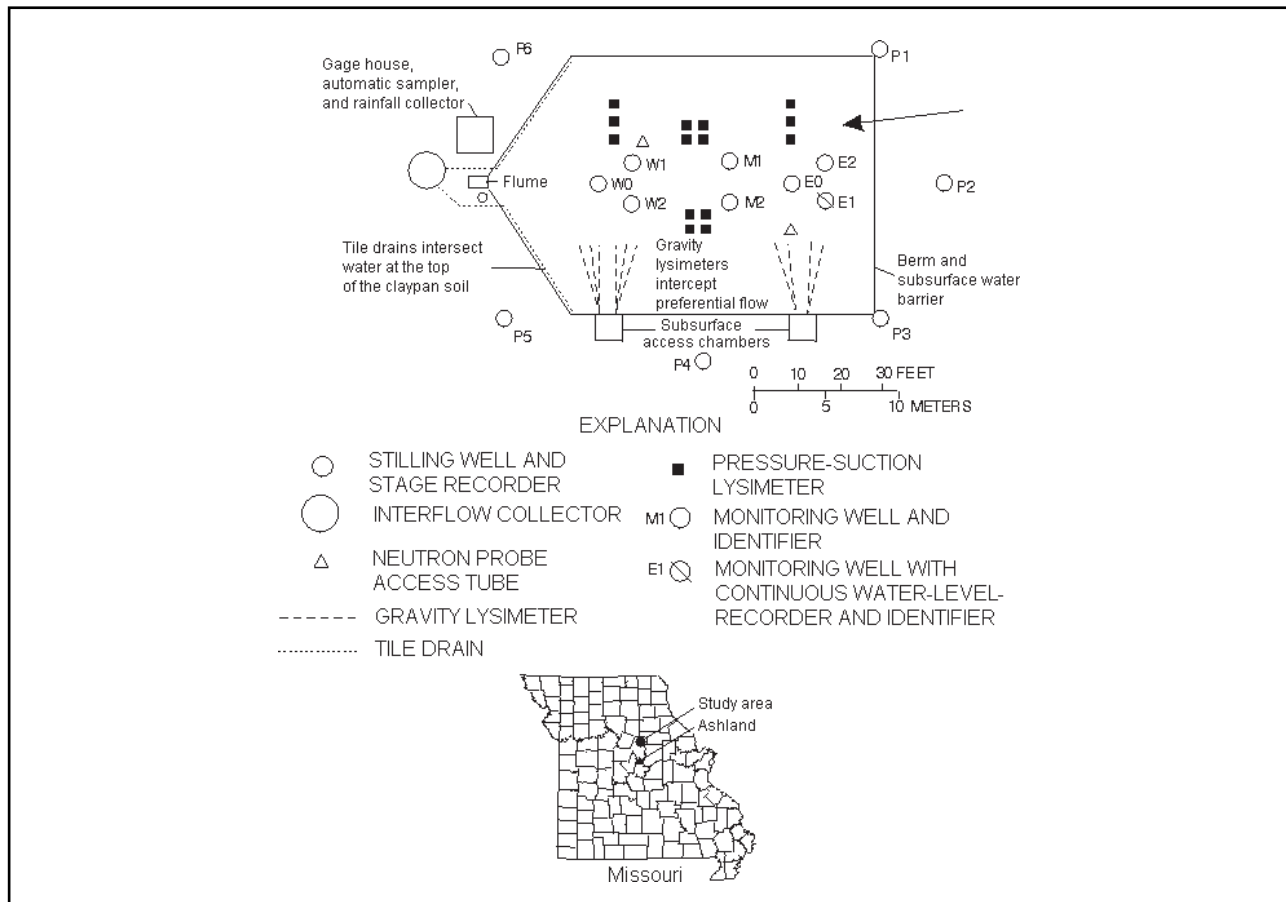 P6
P1
Gage house,
automatic sampler,
and rainfall collector
W1
M1
E2
Flume
W0
E0
P2
W2
M2
E1
Tile drains intersect
water at the top
of the claypan soil
Gravity
lysimeters
intercept
preferential flow
Berm and
subsurface water
barrier
P5
Subsurface
access chambers
P3
P4
0 10 20 30 FEET
0 5 10 METERS
EXPLANATION
STILLING WELL AND
STAGE RECORDER
INTERFLOW COLLECTOR
NEUTRON PROBE
ACCESS TUBE
GRAVITY LYSIMETER
TILE DRAIN
PRESSURE-SUCTION
LYSIMETER
M1 MONITORING WELL AND
IDENTIFIER
E1 MONITORING WELL WITH
CONTINUOUS WATER-LEVEL-
RECORDER AND IDENTIFIER
Study area
Ashland
Missouri